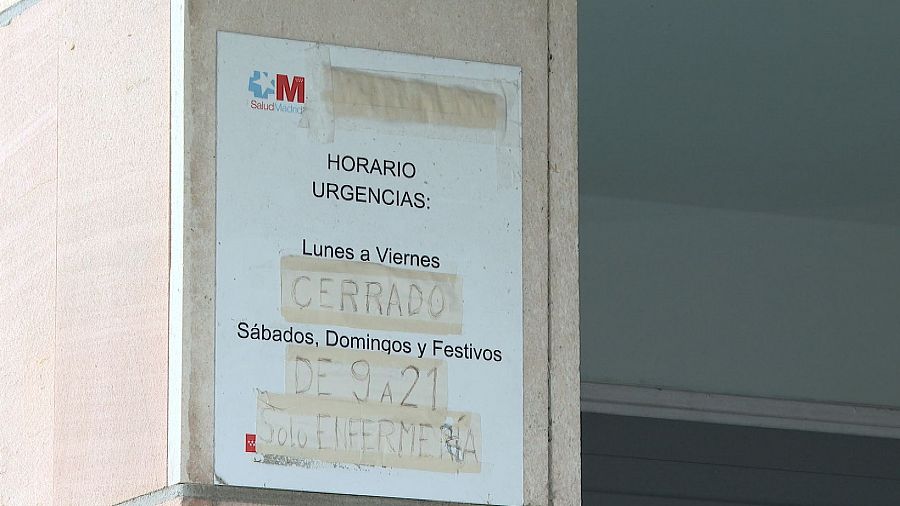 M
SaludMadrid
HORARIO
URGENCIAS:
Lunes a Viernes
CERRADO
Sábados, Domingos y Festivos
DE 9 A 21
Solo ENFERMERÍA